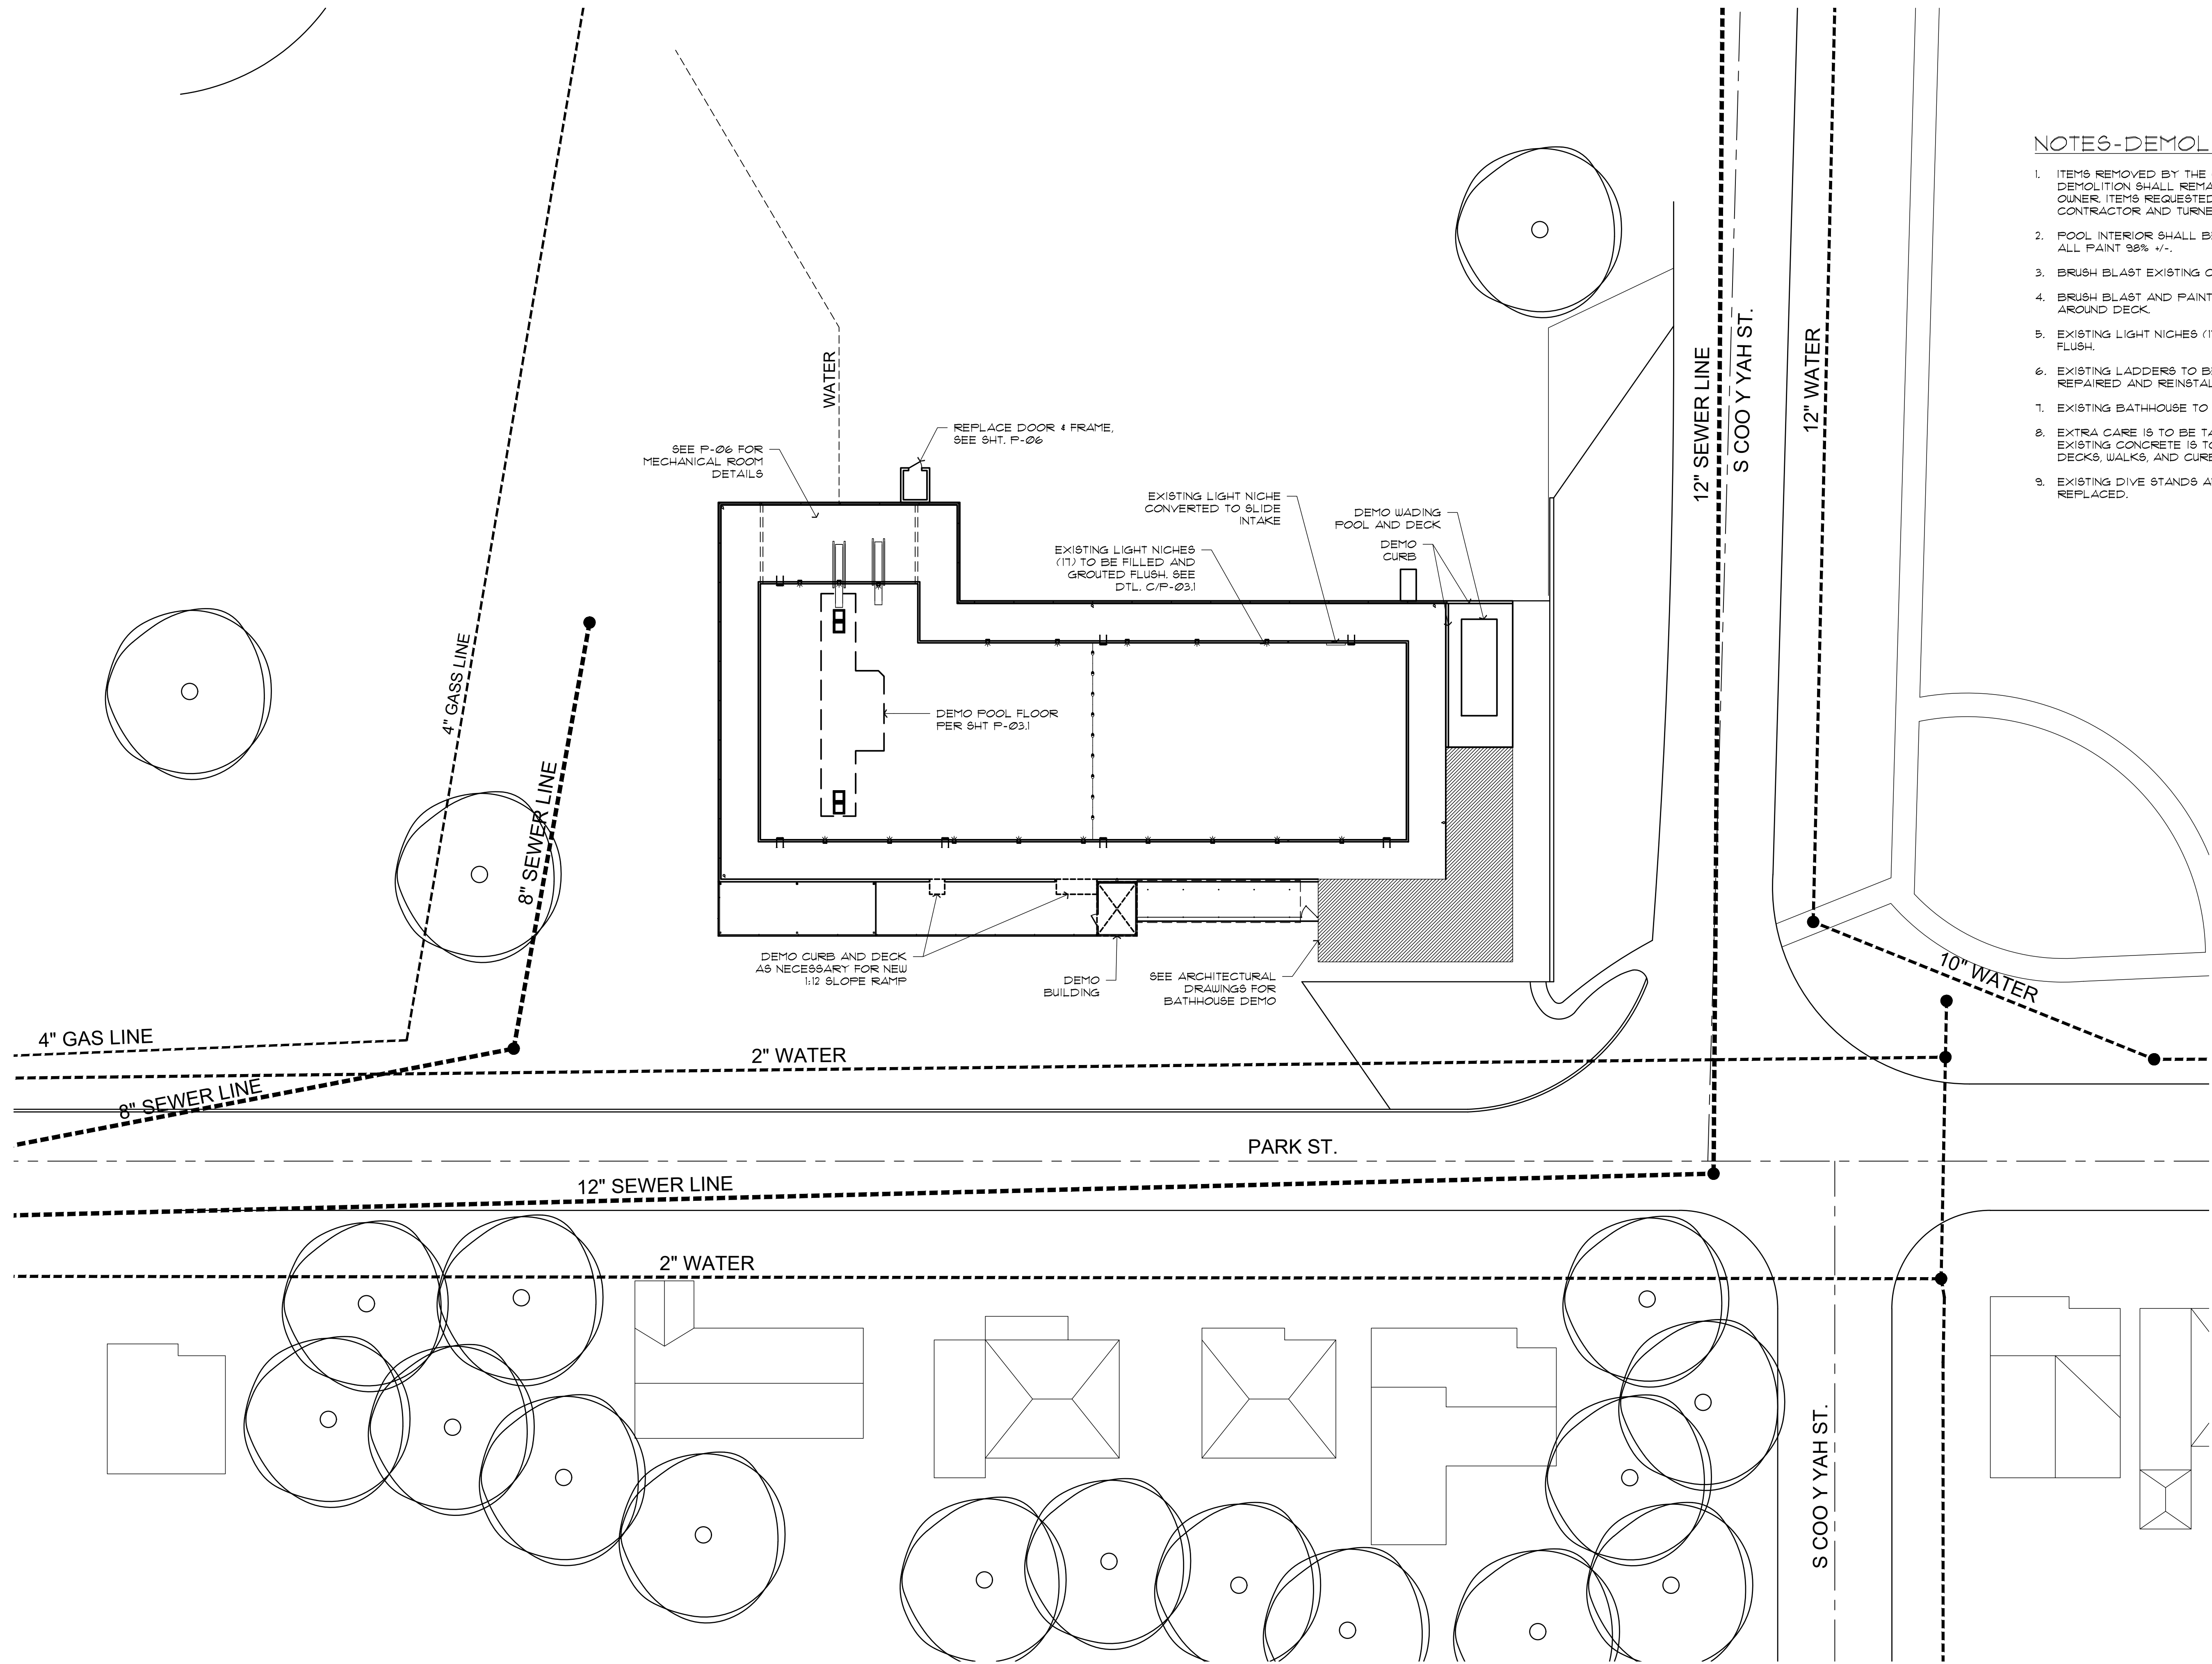 NOTES-DEMOL
1. ITEMS REMOVED BY THE
DEMOLITION SHALL REMA
OWNER. ITEMS REQUESTED
CONTRACTOR AND TURNE
2. POOL INTERIOR SHALL B
ALL PAINT 98% +/-.
3. BRUSH BLAST EXISTING C
4. BRUSH BLAST AND PAINT
AROUND DECK.
5. EXISTING LIGHT NICHES (1
FLUSH.
6. EXISTING LADDERS TO B
REPAIRED AND REINSTAL
7. EXISTING BATHHOUSE TO
8. EXTRA CARE IS TO BE TA
EXISTING CONCRETE IS TO
DECKS, WALKS, AND CURB
9. EXISTING DIVE STANDS A
REPLACED.
12" SEWER LINE
S COO Y YAH ST.
12" WATER
WATER
REPLACE DOOR & FRAME,
SEE SHT. P-06
SEE P-06 FOR
MECHANICAL ROOM
DETAILS
EXISTING LIGHT NICHE
CONVERTED TO SLIDE
INTAKE
DEMO WADING
POOL AND DECK
DEMO
CURB
EXISTING LIGHT NICHES
(17) TO BE FILLED AND
GROUTED FLUSH. SEE
DTL. C/P-03.1
4" GASS LINE
DEMO POOL FLOOR
PER SHT P-03.1
8" SEWER LINE
DEMO CURB AND DECK
AS NECESSARY FOR NEW
1:12 SLOPE RAMP
DEMO
BUILDING
SEE ARCHITECTURAL
DRAWINGS FOR
BATHHOUSE DEMO
10" WATER
4" GAS LINE
2" WATER
8" SEWER LINE
PARK ST.
12" SEWER LINE
2" WATER
S COO Y YAH ST.